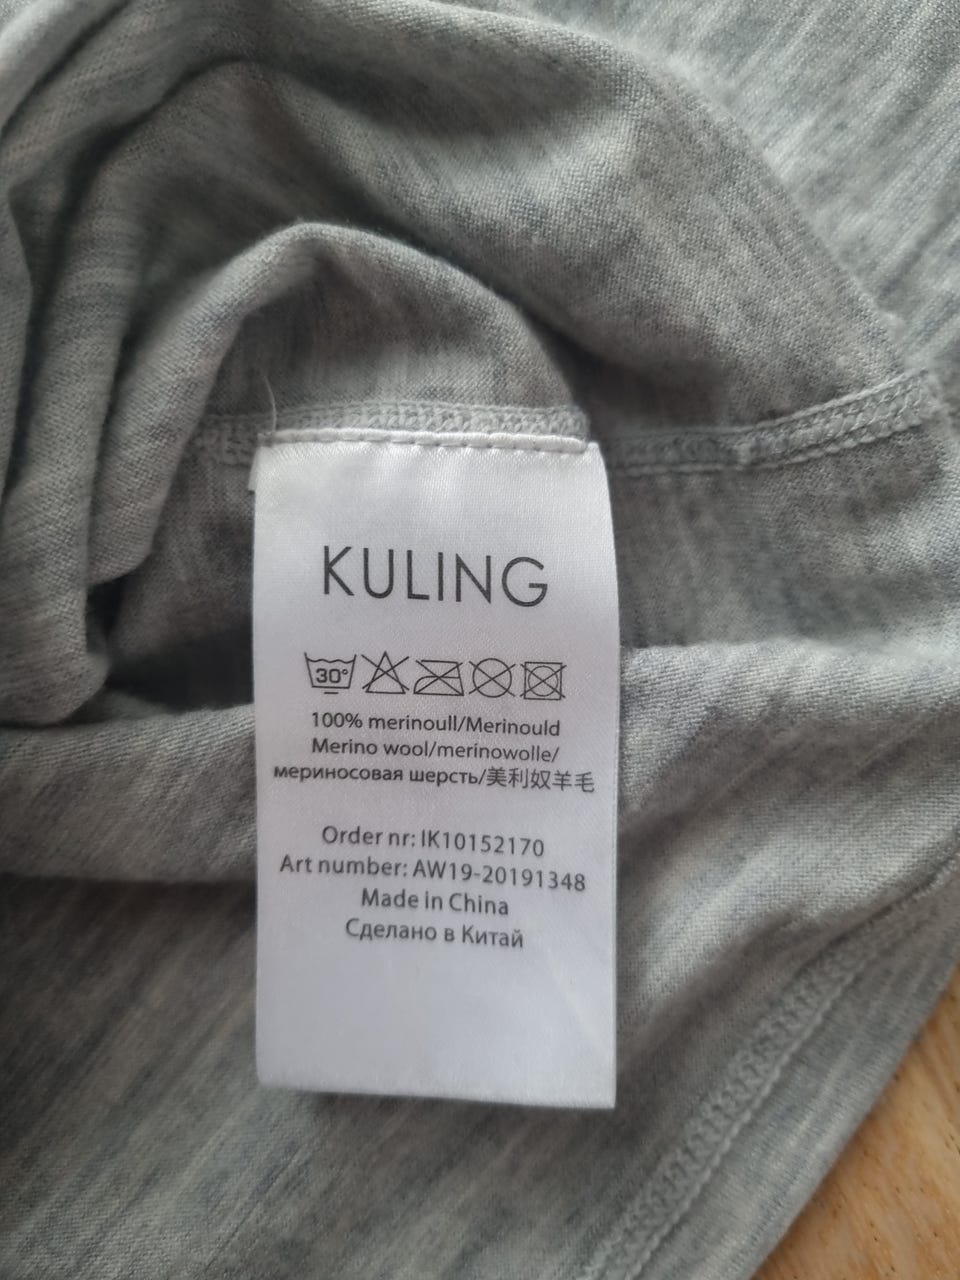 KULING
30°
100% merinoull/Merinould
Merino wool/merinowolle/
мериносовая шерсть/美利奴羊毛
Order nr: IK10152170
Art number: AW19-20191348
Made in China
Сделано в Китай